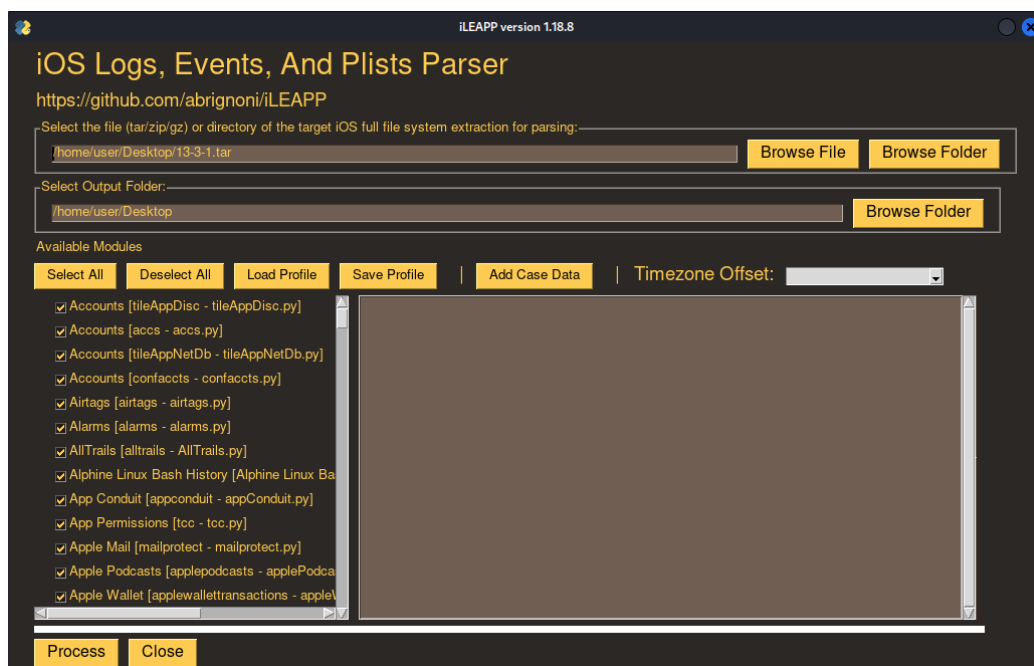 iLEAPP version 1.18.8
iOS Logs, Events, And Plists Parser
https://github.com/abrignoni/iLEAPP
Select the file (tar/zip/gz) or directory of the target iOS full file system extraction for parsing:
/home/user/Desktop/13-3-1.tar
Browse File
Browse Folder
Select Output Folder:
/home/user/Desktop
Browse Folder
Available Modules
Select All
Deselect All
Load Profile
Save Profile
|
Add Case Data
|
Timezone Offset:
Accounts [tileAppDisc - tileAppDisc.py]
Accounts [accs - accs.py]
Accounts [tileAppNetDb - tileAppNetDb.py]
Accounts [confaccts - confaccts.py]
Airtags [airtags - airtags.py]
Alarms [alarms - alarms.py]
AllTrails [alltrails - AllTrails.py]
Alphine Linux Bash History [Alphine Linux Ba
App Conduit [appconduit - appConduit.py]
App Permissions [tcc - tcc.py]
Apple Mail [mailprotect - mailprotect.py]
Apple Podcasts [applepodcasts - applePodca
Apple Wallet [applewallettransactions - apple
Process
Close